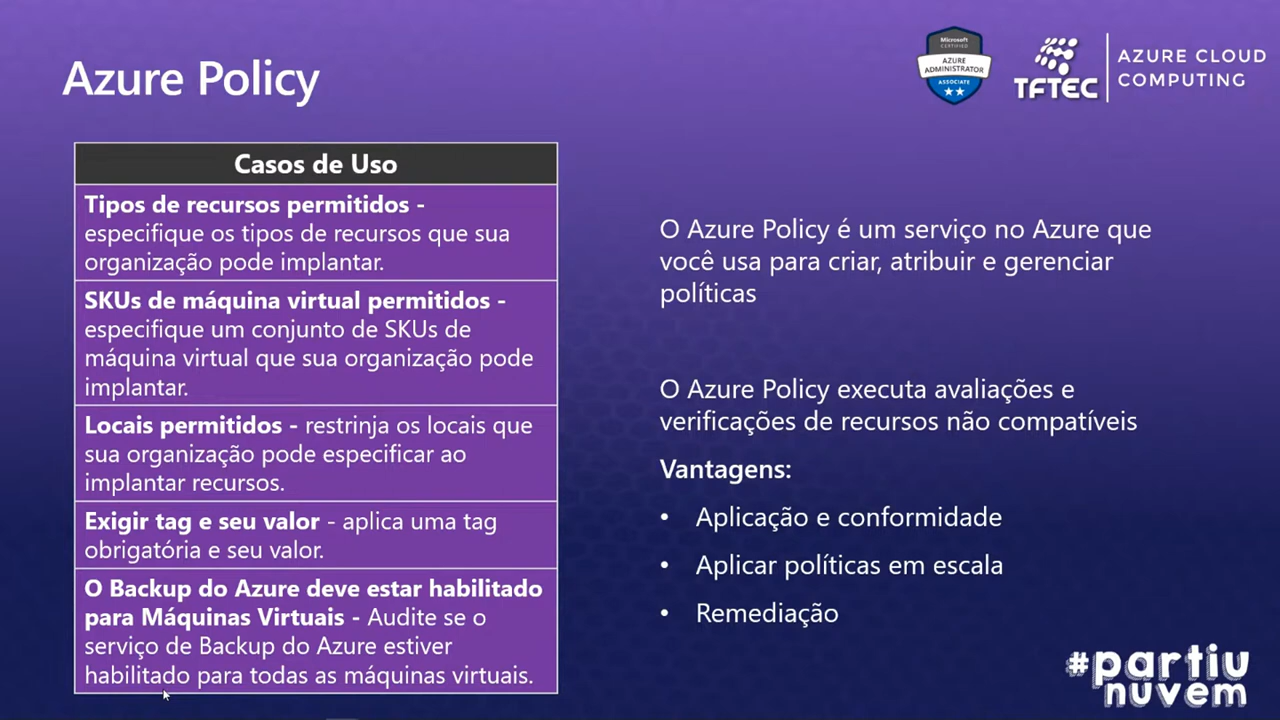 Azure Policy
Microsoft
CERTIFIED
AZURE
ADMINISTRATOR
ASSOCIATE
TFTEC
AZURE CLOUD
COMPUTING
Casos de Uso
Tipos de recursos permitidos -
especifique os tipos de recursos que sua
organização pode implantar.
SKUs de máquina virtual permitidos -
especifique um conjunto de SKUs de
máquina virtual que sua organização pode
implantar.
Locais permitidos - restrinja os locais que
sua organização pode especificar ao
implantar recursos.
Exigir tag e seu valor - aplica uma tag
obrigatória e seu valor.
O Backup do Azure deve estar habilitado
para Máquinas Virtuais - Audite se o
serviço de Backup do Azure estiver
habilitado para todas as máquinas virtuais.
O Azure Policy é um serviço no Azure que
você usa para criar, atribuir e gerenciar
políticas
O Azure Policy executa avaliações e
verificações de recursos não compatíveis
Vantagens:
• Aplicação e conformidade
• Aplicar políticas em escala
• Remediação
#partiu
nuvem